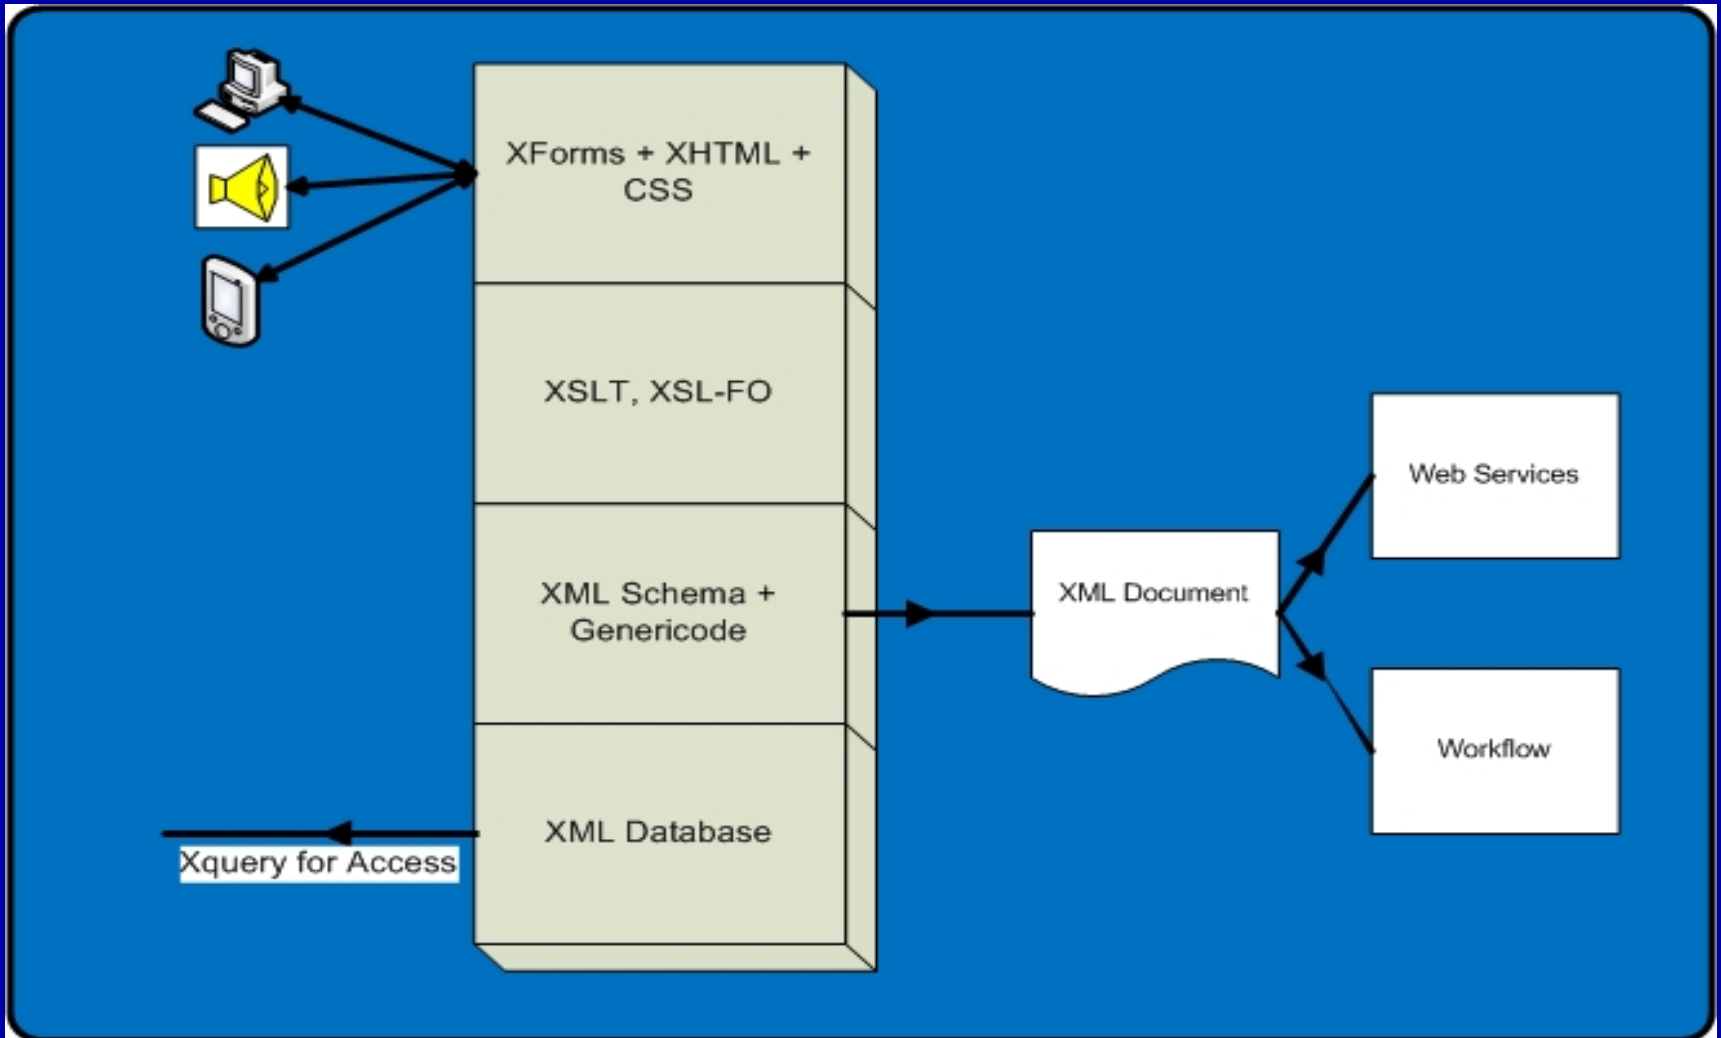 XForms + XHTML +
CSS
XSLT, XSL-FO
XML Schema +
Genericode
XML Database
Xquery for Access
XML Document
Web Services
Workflow